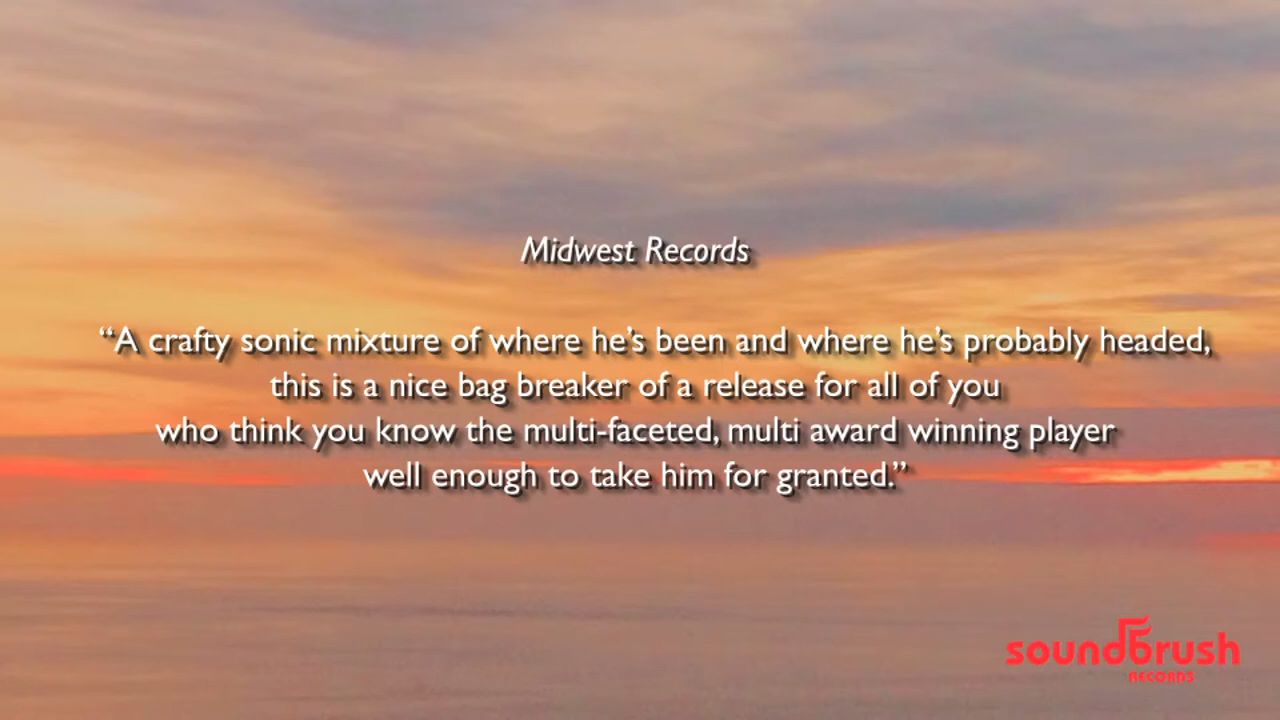 Midwest Records
“A crafty sonic mixture of where he’s been and where he’s probably headed,
this is a nice bag breaker of a release for all of you
who think you know the multi-faceted, multi award winning player
well enough to take him for granted.”
soundbrush
RECORDS